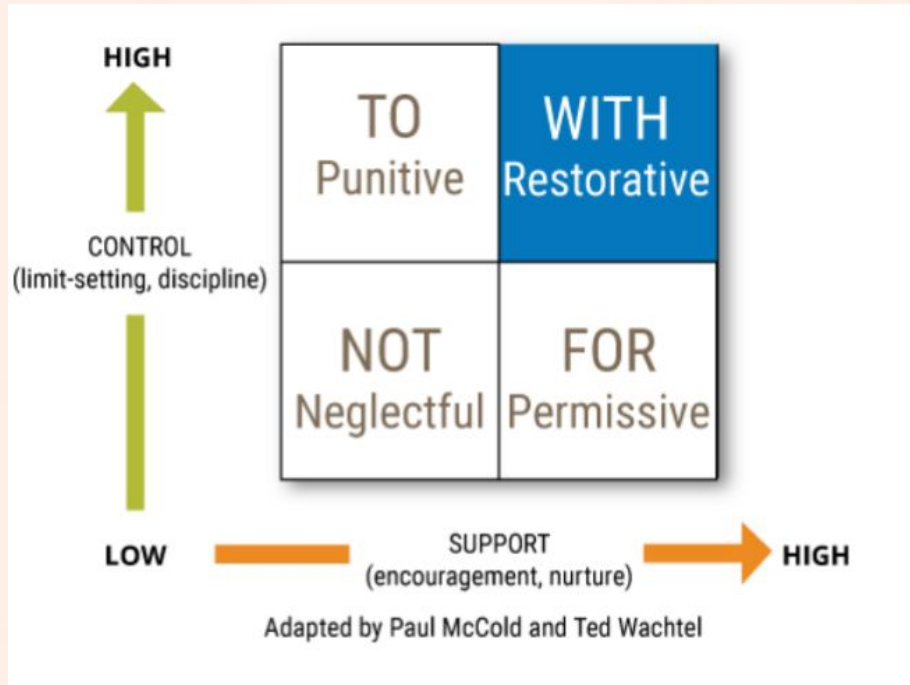 HIGH
TO
Punitive
WITH
Restorative
CONTROL
(limit-setting, discipline)
NOT
Neglectful
FOR
Permissive
LOW
SUPPORT
(encouragement, nurture)
HIGH
Adapted by Paul McCold and Ted Wachtel